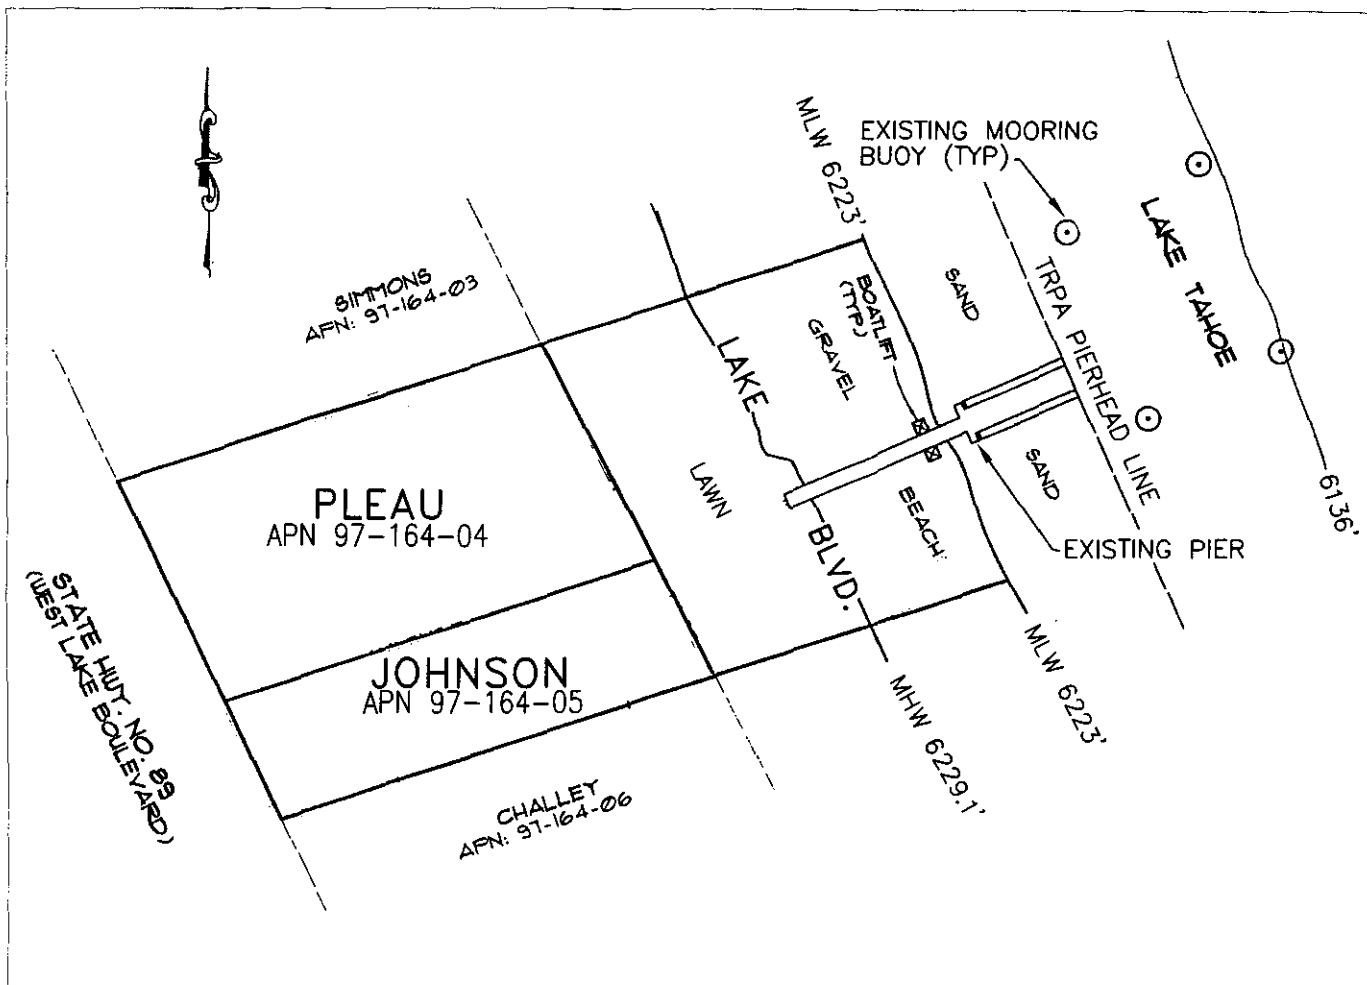 MLW 6223'
EXISTING MOORING
BUOY (TYP)
LAKE TAHOE
SIMMONS
APN: 97-164-03
BOATLIFT
(TYP.)
SAND
TRPA PIERHEAD LINE
GRAVEL
LAKE BLVD.
LAWN
SAND
BEACH
6136'
PLEAU
APN 97-164-04
EXISTING PIER
STATE HWY. NO. 89
(WEST LAKE BOULEVARD)
JOHNSON
APN 97-164-05
MLW 6223'
MHW 6229.1'
CHALLEY
APN: 97-164-06